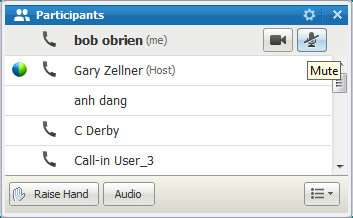 Participants
bob obrien (me)
Gary Zellner (Host)
Mute
anh dang
C Derby
Call-in User_3
Raise Hand
Audio